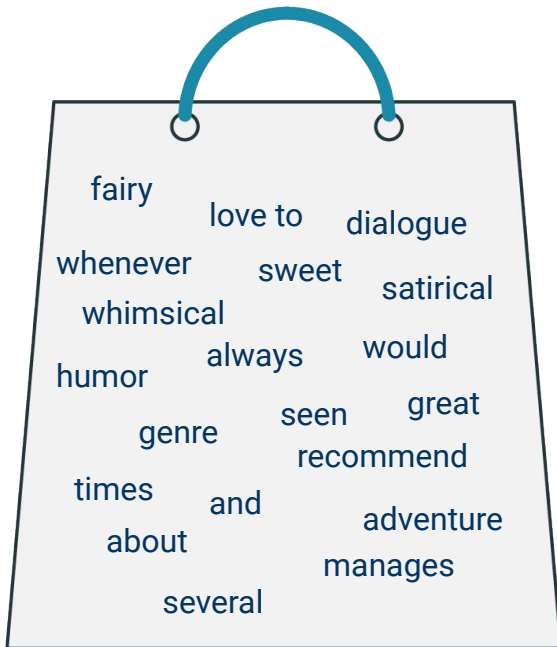 fairy
love to
dialogue
whenever
sweet
satirical
whimsical
always
would
humor
seen
great
genre
recommend
times
and
adventure
about
manages
several